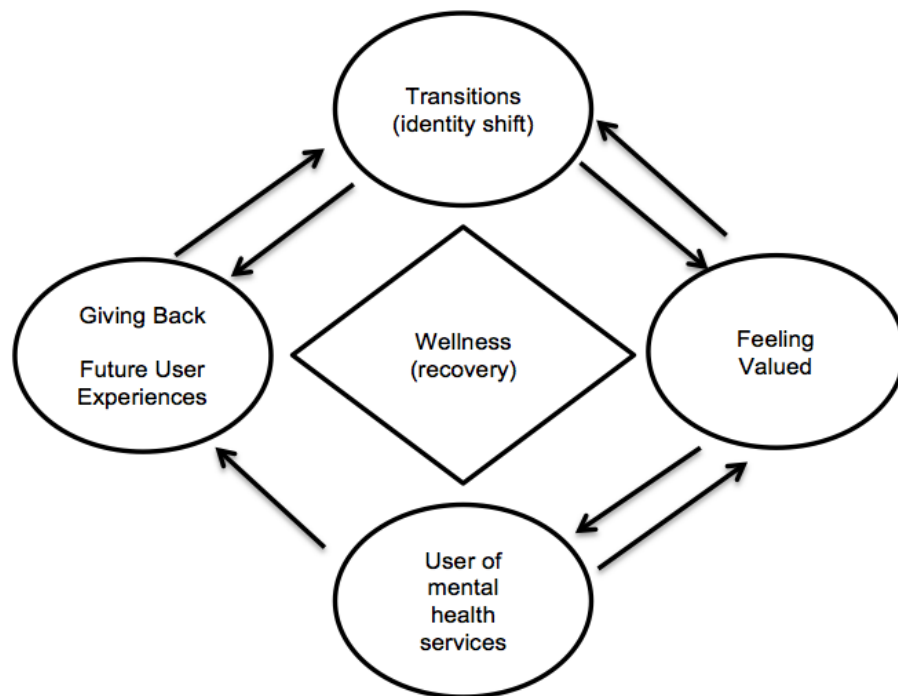 Transitions
(identity shift)
Giving Back
Future User
Experiences
Wellness
(recovery)
Feeling
Valued
User of
mental
health
services